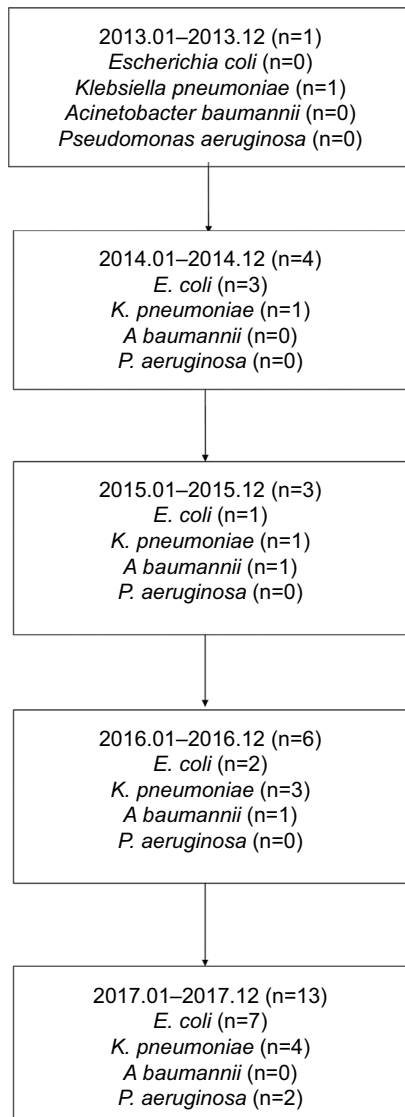 2013.01–2013.12 (n=1)
Escherichia coli (n=0)
Klebsiella pneumoniae (n=1)
Acinetobacter baumannii (n=0)
Pseudomonas aeruginosa (n=0)
2014.01–2014.12 (n=4)
E. coli (n=3)
K. pneumoniae (n=1)
A baumannii (n=0)
P. aeruginosa (n=0)
2015.01–2015.12 (n=3)
E. coli (n=1)
K. pneumoniae (n=1)
A baumannii (n=1)
P. aeruginosa (n=0)
2016.01–2016.12 (n=6)
E. coli (n=2)
K. pneumoniae (n=3)
A baumannii (n=1)
P. aeruginosa (n=0)
2017.01–2017.12 (n=13)
E. coli (n=7)
K. pneumoniae (n=4)
A baumannii (n=0)
P. aeruginosa (n=2)